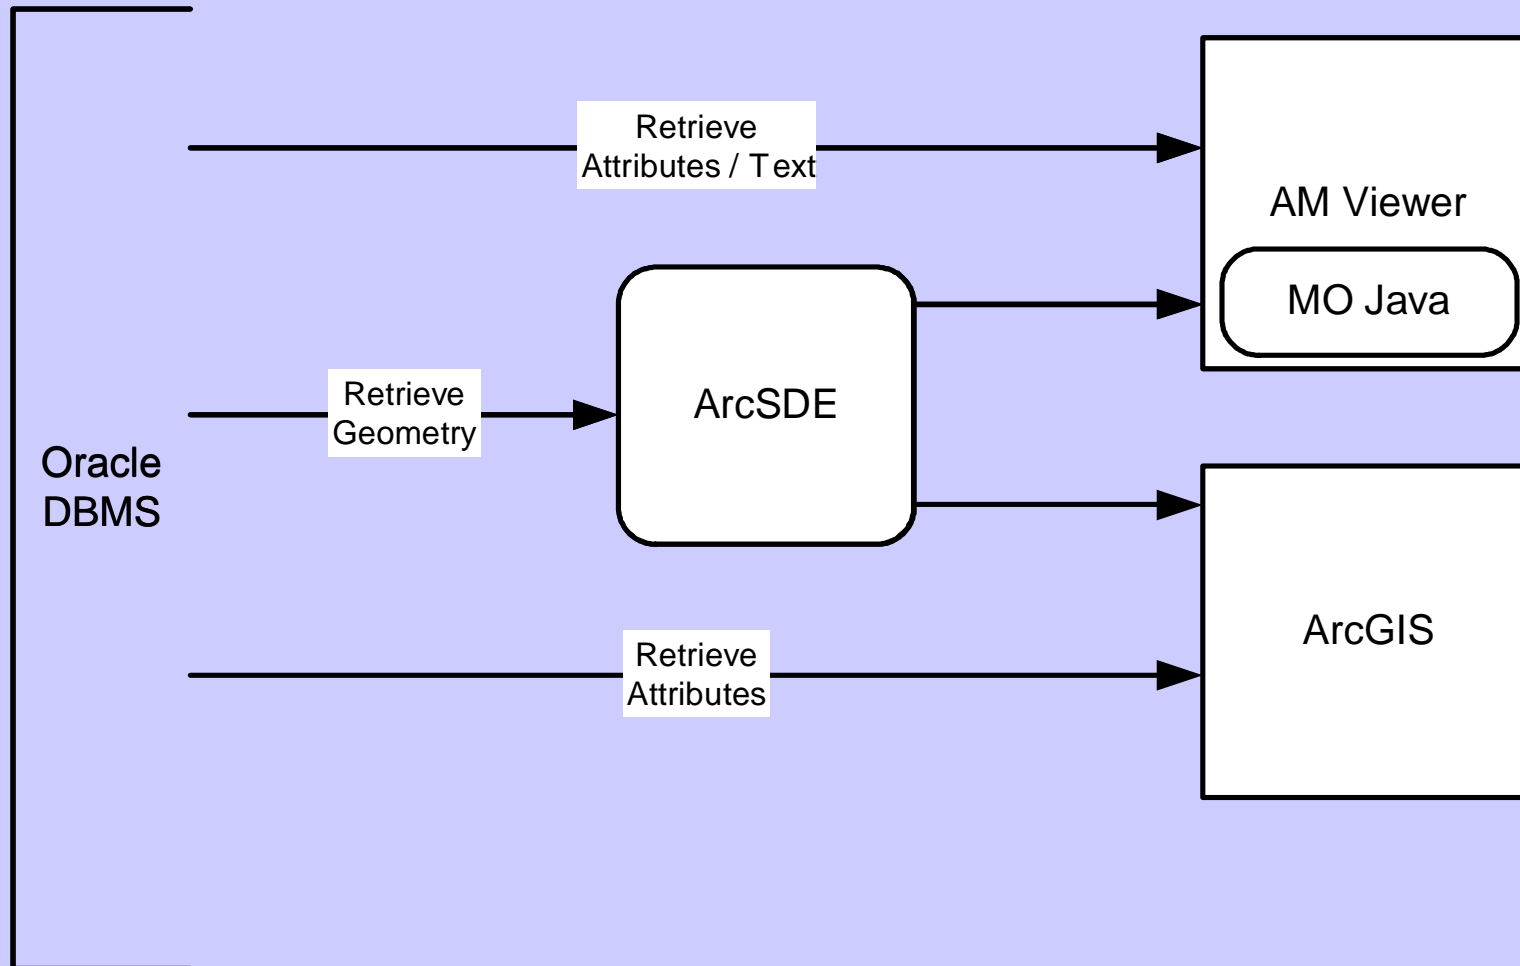 Retrieve
Attributes / Text
AM Viewer
MO Java
Retrieve
Geometry
ArcSDE
Oracle
DBMS
ArcGIS
Retrieve
Attributes